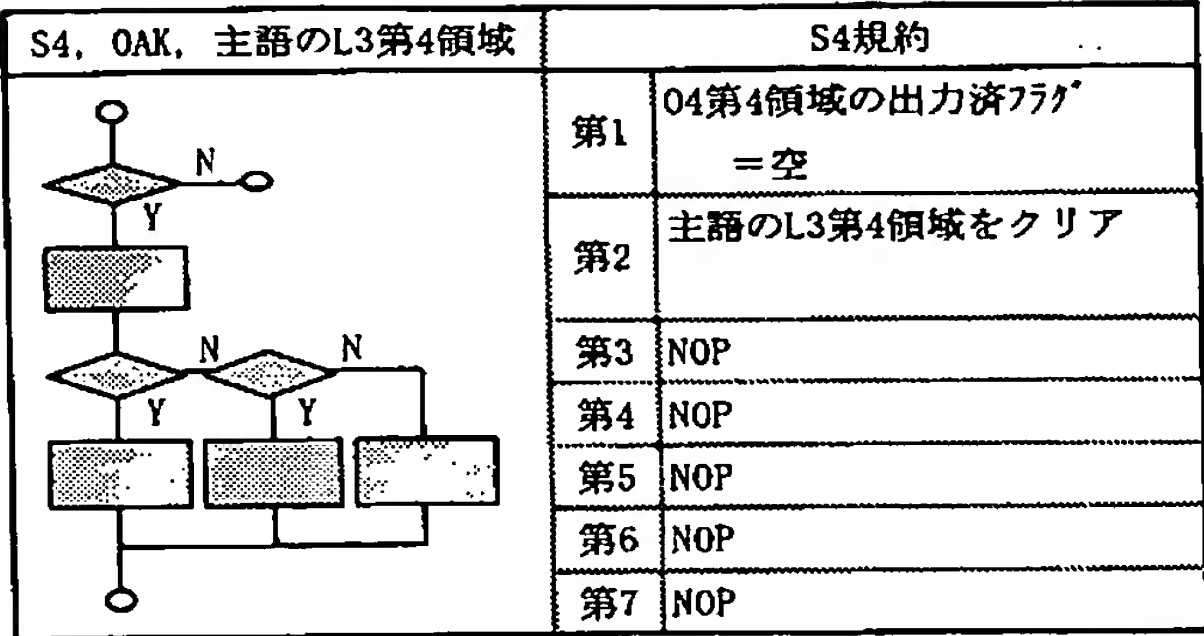 S4, OAK, 主語のL3第4領域
S4規約
N
Y
N
N
Y
Y
第1
O4第4領域の出力済ﾌﾗｸﾞ
＝空
第2
主語のL3第4領域をクリア
第3 NOP
第4 NOP
第5 NOP
第6 NOP
第7 NOP